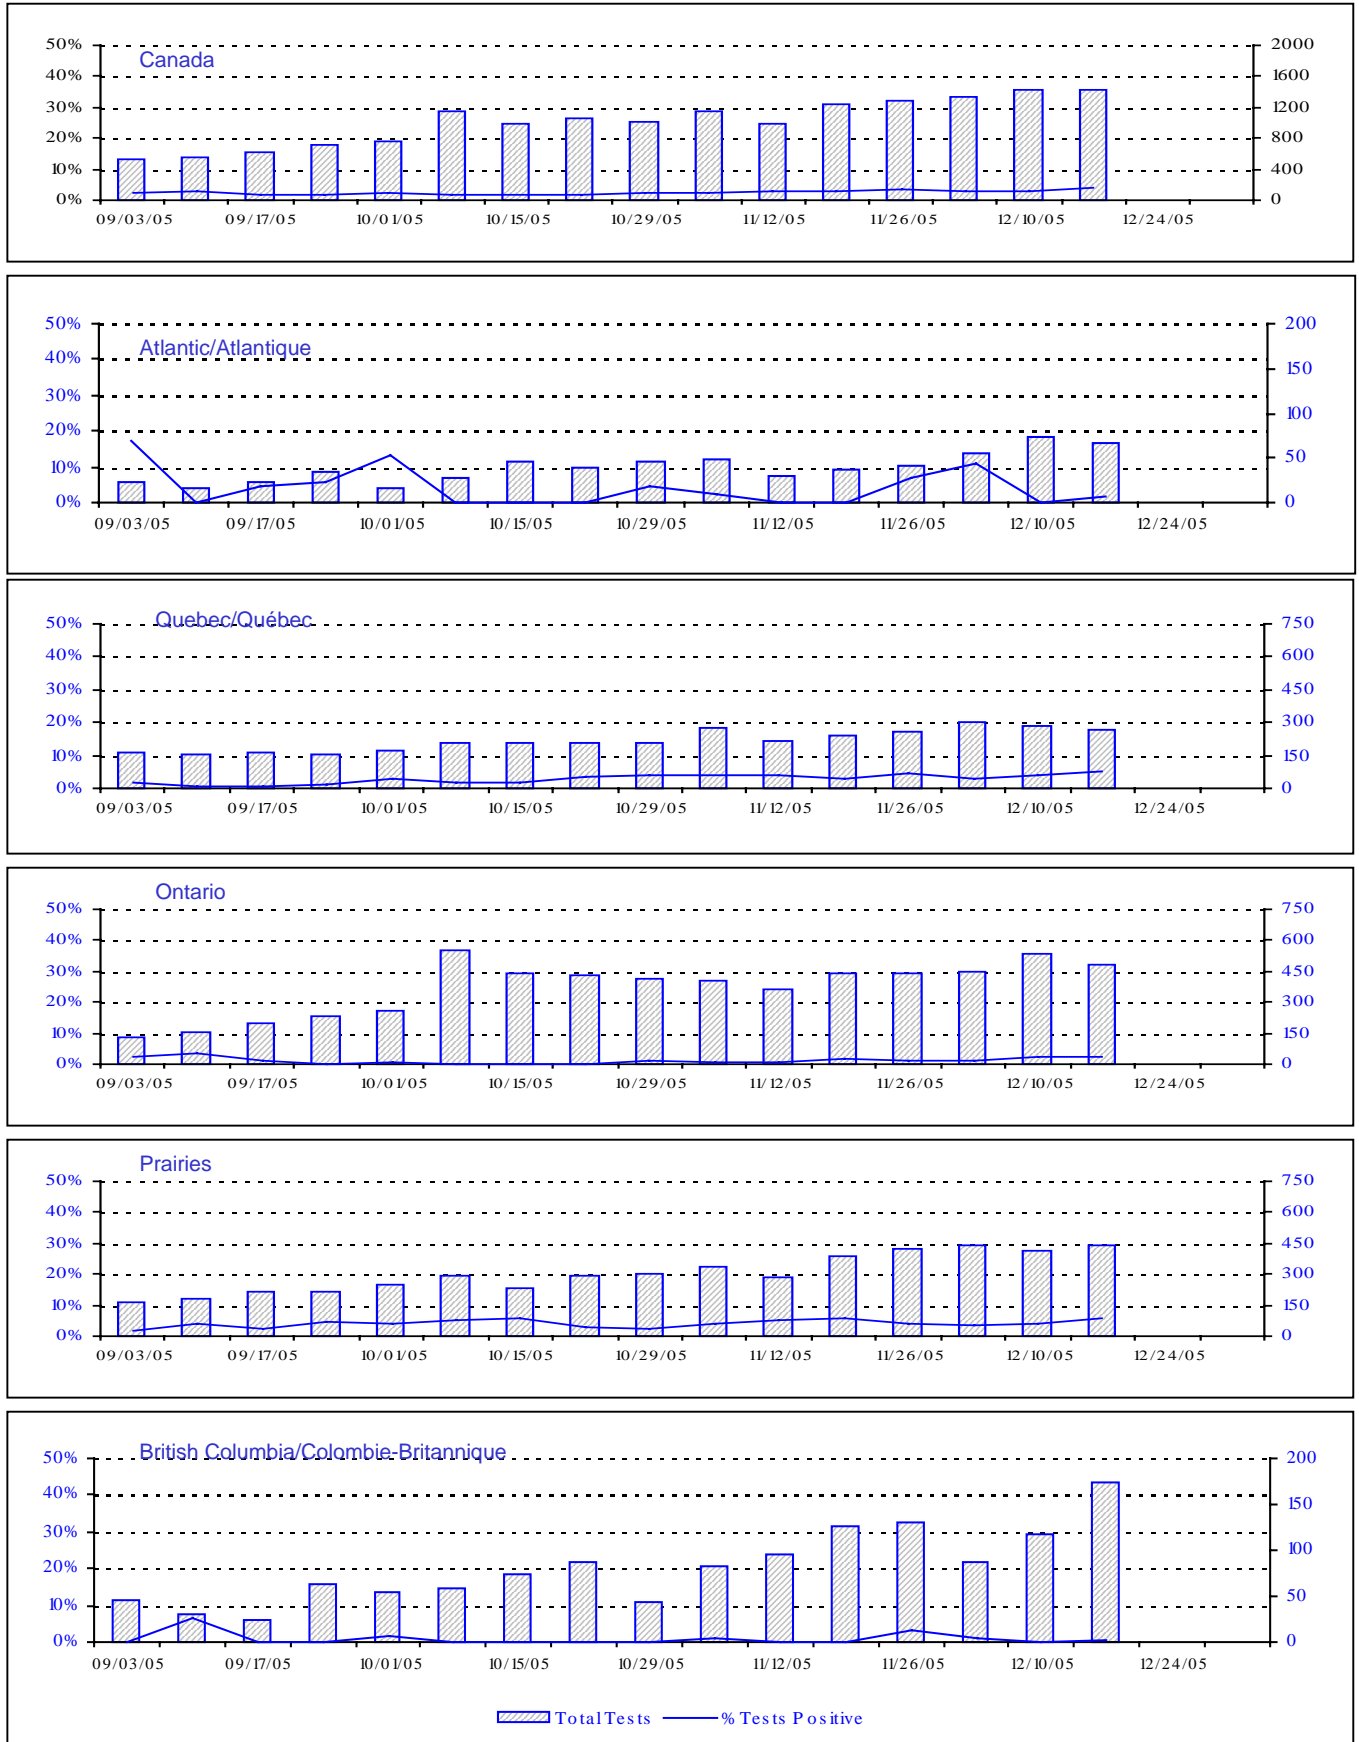 Canada
50% 2000
40% 1600
30% 1200
20% 800
10% 400
0% 0
09/03/05 09/17/05 10/01/05 10/15/05 10/29/05 11/12/05 11/26/05 12/10/05 12/24/05
Atlantic/Atlantique
50% 200
40% 150
30% 100
20% 50
10% 0
0%
09/03/05 09/17/05 10/01/05 10/15/05 10/29/05 11/12/05 11/26/05 12/10/05 12/24/05
Quebec/Québec
50% 750
40% 600
30% 450
20% 300
10% 150
0% 0
09/03/05 09/17/05 10/01/05 10/15/05 10/29/05 11/12/05 11/26/05 12/10/05 12/24/05
Ontario
50% 750
40% 600
30% 450
20% 300
10% 150
0% 0
09/03/05 09/17/05 10/01/05 10/15/05 10/29/05 11/12/05 11/26/05 12/10/05 12/24/05
Prairies
50% 750
40% 600
30% 450
20% 300
10% 150
0% 0
09/03/05 09/17/05 10/01/05 10/15/05 10/29/05 11/12/05 11/26/05 12/10/05 12/24/05
British Columbia/Colombie-Britannique
50% 200
40% 150
30% 100
20% 50
10% 0
0%
09/03/05 09/17/05 10/01/05 10/15/05 10/29/05 11/12/05 11/26/05 12/10/05 12/24/05
Total Tests % Tests Positive